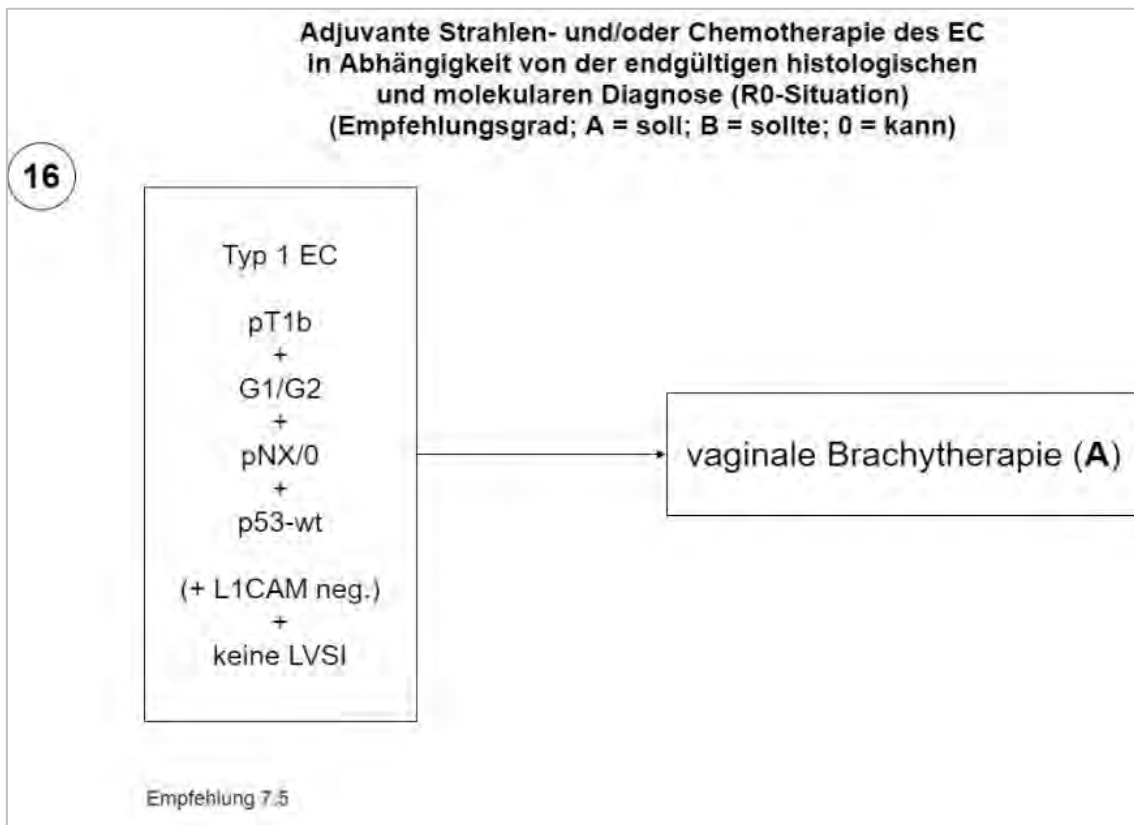 Adjuvante Strahlen- und/oder Chemotherapie des EC
in Abhängigkeit von der endgültigen histologischen
und molekularen Diagnose (R0-Situation)
(Empfehlungsgrad; A = soll; B = sollte; 0 = kann)
16
Typ 1 EC
pT1b
+
G1/G2
+
pNX/0
+
p53-wt
(+ L1CAM neg.)
+
keine LVSI
vaginale Brachytherapie (A)
Empfehlung 7.5